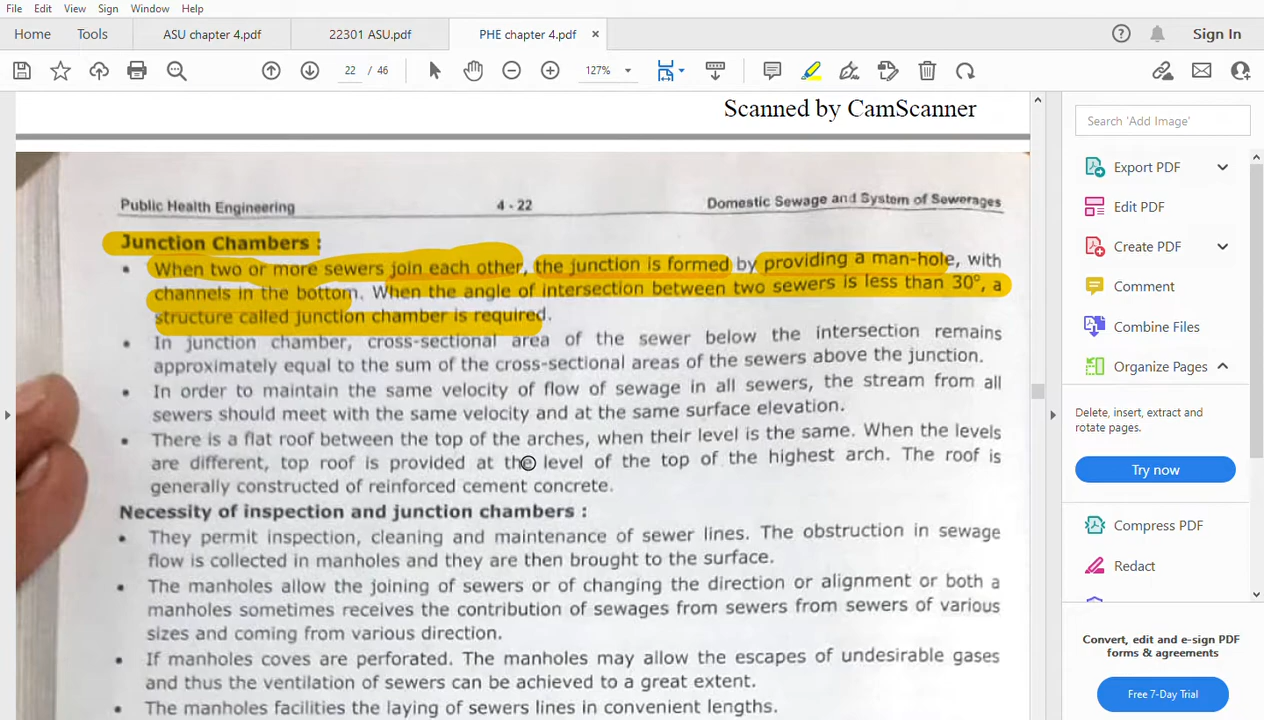 File Edit View Sign Window Help
Home Tools ASU chapter 4.pdf 22301 ASU.pdf PHE chapter 4.pdf × ? Sign In
22 / 46 127%
Scanned by CamScanner
Search 'Add Image'
Export PDF
Edit PDF
Create PDF
Comment
Combine Files
Organize Pages
Delete, insert, extract and
rotate pages.
Try now
Compress PDF
Redact
Convert, edit and e-sign PDF
forms & agreements
Free 7-Day Trial
Public Health Engineering 4 - 22 Domestic Sewage and System of Sewerages
Junction Chambers :
• When two or more sewers join each other, the junction is formed by providing a man-hole, with
channels in the bottom. When the angle of intersection between two sewers is less than 30°, a
structure called junction chamber is required.
• In junction chamber, cross-sectional area of the sewer below the intersection remains
approximately equal to the sum of the cross-sectional areas of the sewers above the junction.
• In order to maintain the same velocity of flow of sewage in all sewers, the stream from all
sewers should meet with the same velocity and at the same surface elevation.
• There is a flat roof between the top of the arches, when their level is the same. When the levels
are different, top roof is provided at the level of the top of the highest arch. The roof is
generally constructed of reinforced cement concrete.
Necessity of inspection and junction chambers :
• They permit inspection, cleaning and maintenance of sewer lines. The obstruction in sewage
flow is collected in manholes and they are then brought to the surface.
• The manholes allow the joining of sewers or of changing the direction or alignment or both a
manholes sometimes receives the contribution of sewages from sewers from sewers of various
sizes and coming from various direction.
• If manholes coves are perforated. The manholes may allow the escapes of undesirable gases
and thus the ventilation of sewers can be achieved to a great extent.
• The manholes facilities the laying of sewers lines in convenient lengths.